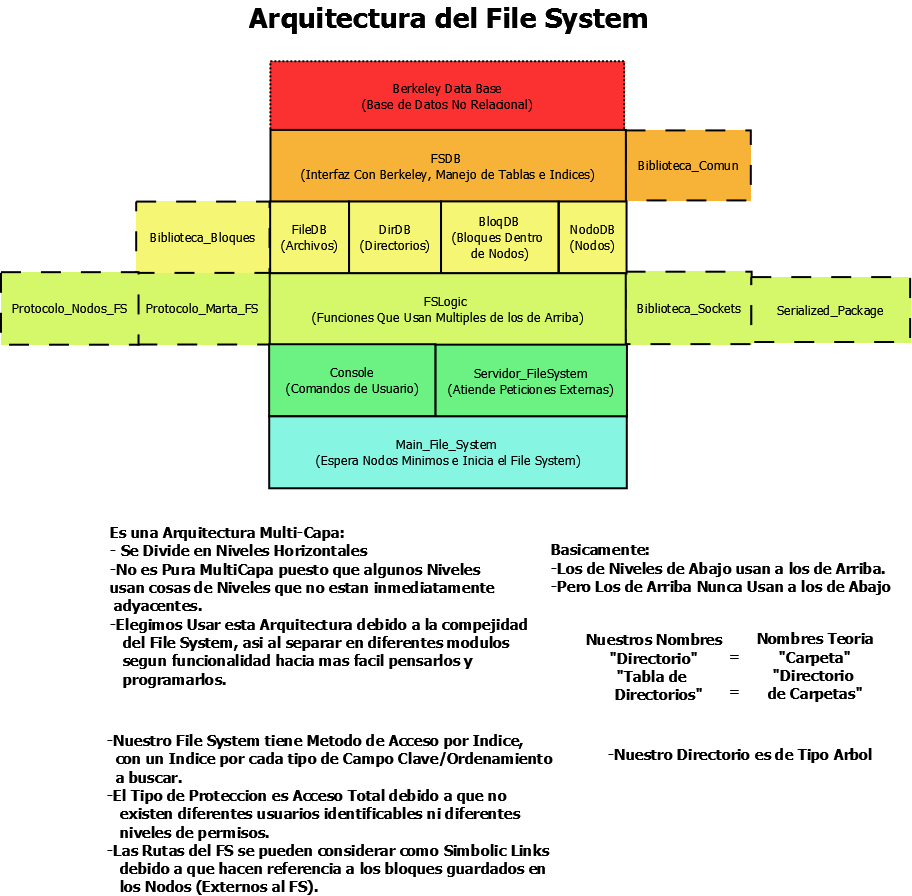 Arquitectura del File System
Berkeley Data Base
(Base de Datos No Relacional)
FSDB
(Interfaz Con Berkeley, Manejo de Tablas e Indices)
Biblioteca_Comun
Biblioteca_Bloques
FileDB
(Archivos)
DirDB
(Directorios)
BloqDB
(Bloques Dentro
de Nodos)
NodoDB
(Nodos)
Protocolo_Nodos_FS
Protocolo_Marta_FS
FSLogic
(Funciones Que Usan Multiples de los de Arriba)
Biblioteca_Sockets
Serialized_Package
Console
(Comandos de Usuario)
Servidor_FileSystem
(Atiende Peticiones Externas)
Main_File_System
(Espera Nodos Minimos e Inicia el File System)
Es una Arquitectura Multi-Capa:
- Se Divide en Niveles Horizontales
-No es Pura MultiCapa puesto que algunos Niveles
usan cosas de Niveles que no estan inmediatamente
adyacentes.
-Elegimos Usar esta Arquitectura debido a la compejidad
del File System, asi al separar en diferentes modulos
segun funcionalidad hacia mas facil pensarlos y
programarlos.
Basicamente:
-Los de Niveles de Abajo usan a los de Arriba.
-Pero Los de Arriba Nunca Usan a los de Abajo
Nuestros Nombres Nombres Teoria
"Directorio" = "Carpeta"
"Tabla de "Directorio
Directorios" = de Carpetas"
-Nuestro File System tiene Metodo de Acceso por Indice,
con un Indice por cada tipo de Campo Clave/Ordenamiento
a buscar.
-El Tipo de Proteccion es Acceso Total debido a que no
existen diferentes usuarios identificables ni diferentes
niveles de permisos.
-Las Rutas del FS se pueden considerar como Simbolic Links
debido a que hacen referencia a los bloques guardados en
los Nodos (Externos al FS).
-Nuestro Directorio es de Tipo Arbol